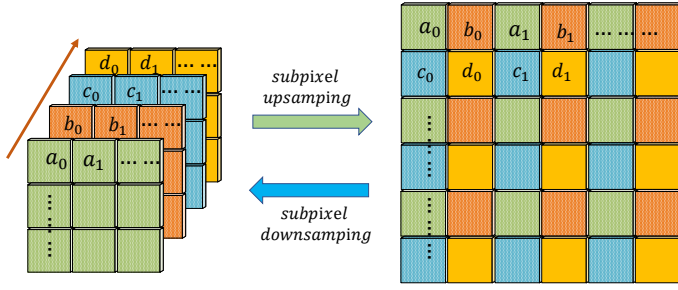 d₀ d₁ ... ...
c₀ c₁ ... ...
b₀ b₁ ... ...
a₀ a₁ ... ...
... ...
subpixel
upsamping
subpixel
downsamping
a₀ b₀ a₁ b₁ ... ... ...
c₀ d₀ c₁ d₁
... ... ...